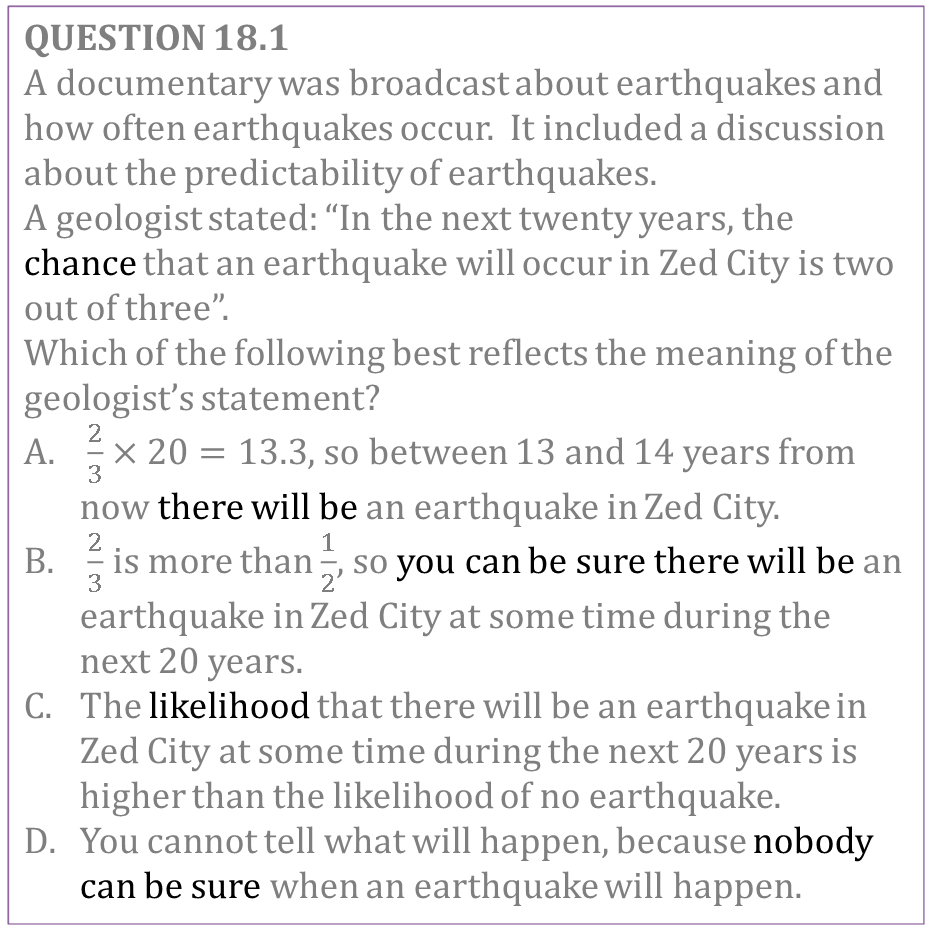 QUESTION 18.1
A documentary was broadcast about earthquakes and
how often earthquakes occur. It included a discussion
about the predictability of earthquakes.
A geologist stated: “In the next twenty years, the
chance that an earthquake will occur in Zed City is two
out of three”.
Which of the following best reflects the meaning of the
geologist’s statement?
A. 2/3 × 20 = 13.3, so between 13 and 14 years from
now there will be an earthquake in Zed City.
B. 2/3 is more than 1/2, so you can be sure there will be an
earthquake in Zed City at some time during the
next 20 years.
C. The likelihood that there will be an earthquake in
Zed City at some time during the next 20 years is
higher than the likelihood of no earthquake.
D. You cannot tell what will happen, because nobody
can be sure when an earthquake will happen.